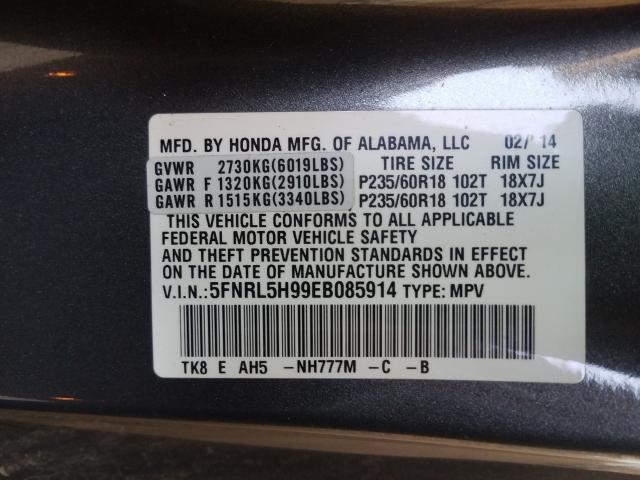 MFD. BY HONDA MFG. OF ALABAMA, LLC 02/14
GVWR 2730KG(6019LBS) TIRE SIZE RIM SIZE
GAWR F 1320KG(2910LBS) P235/60R18 102T 18X7J
GAWR R 1515KG(3340LBS) P235/60R18 102T 18X7J
THIS VEHICLE CONFORMS TO ALL APPLICABLE
FEDERAL MOTOR VEHICLE SAFETY
AND THEFT PREVENTION STANDARDS IN EFFECT
ON THE DATE OF MANUFACTURE SHOWN ABOVE.
V.I.N.:5FNRL5H99EB085914 TYPE: MPV
TK8 E AH5 -NH777M -C -B